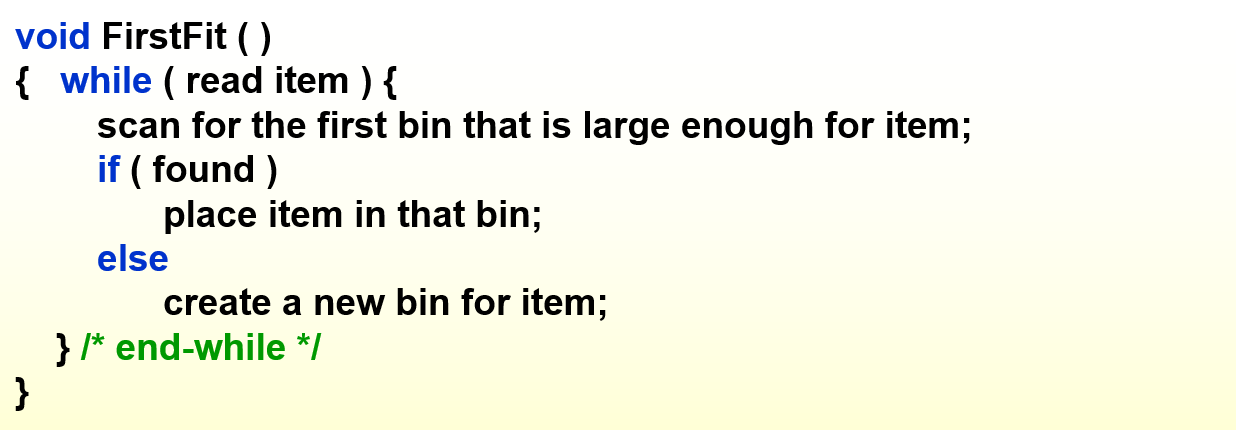 void FirstFit ( )
{ while ( read item ) {
scan for the first bin that is large enough for item;
if ( found )
place item in that bin;
else
create a new bin for item;
} /* end-while */
}